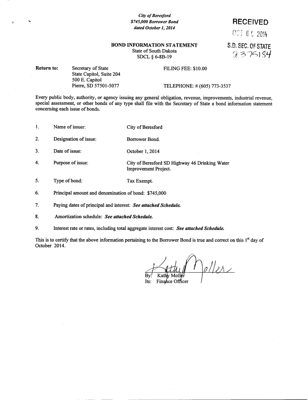 City of Beresford
$745,000 Borrower Bond
dated October 1, 2014
RECEIVED
2014
S.D. SEC. OF STATE
BOND INFORMATION STATEMENT
State of South Dakota
SDCL § 6-8B-19
Return to: Secretary of State FILING FEE: $10.00
State Capitol, Suite 204
500 E. Capitol
Pierre, SD 57501-5077 TELEPHONE: # (605) 773-3537
Every public body, authority, or agency issuing any general obligation, revenue, improvements, industrial revenue,
special assessment, or other bonds of any type shall file with the Secretary of State a bond information statement
concerning each issue of bonds.
1. Name of issue: City of Beresford
2. Designation of issue: Borrower Bond.
3. Date of issue: October 1, 2014
4. Purpose of issue: City of Beresford SD Highway 46 Drinking Water
Improvement Project.
5. Type of bond: Tax Exempt.
6. Principal amount and denomination of bond: $745,000
7. Paying dates of principal and interest: See attached Schedule.
8. Amortization schedule: See attached Schedule.
9. Interest rate or rates, including total aggregate interest cost: See attached Schedule.
This is to certify that the above information pertaining to the Borrower Bond is true and correct on this 1st day of
October 2014.
Kathy Moller
By: Kathy Moller
Its: Finance Officer